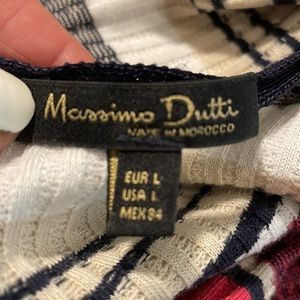 Massimo Dutti
MADE IN MOROCCO
EUR L
USA L
MEX 34